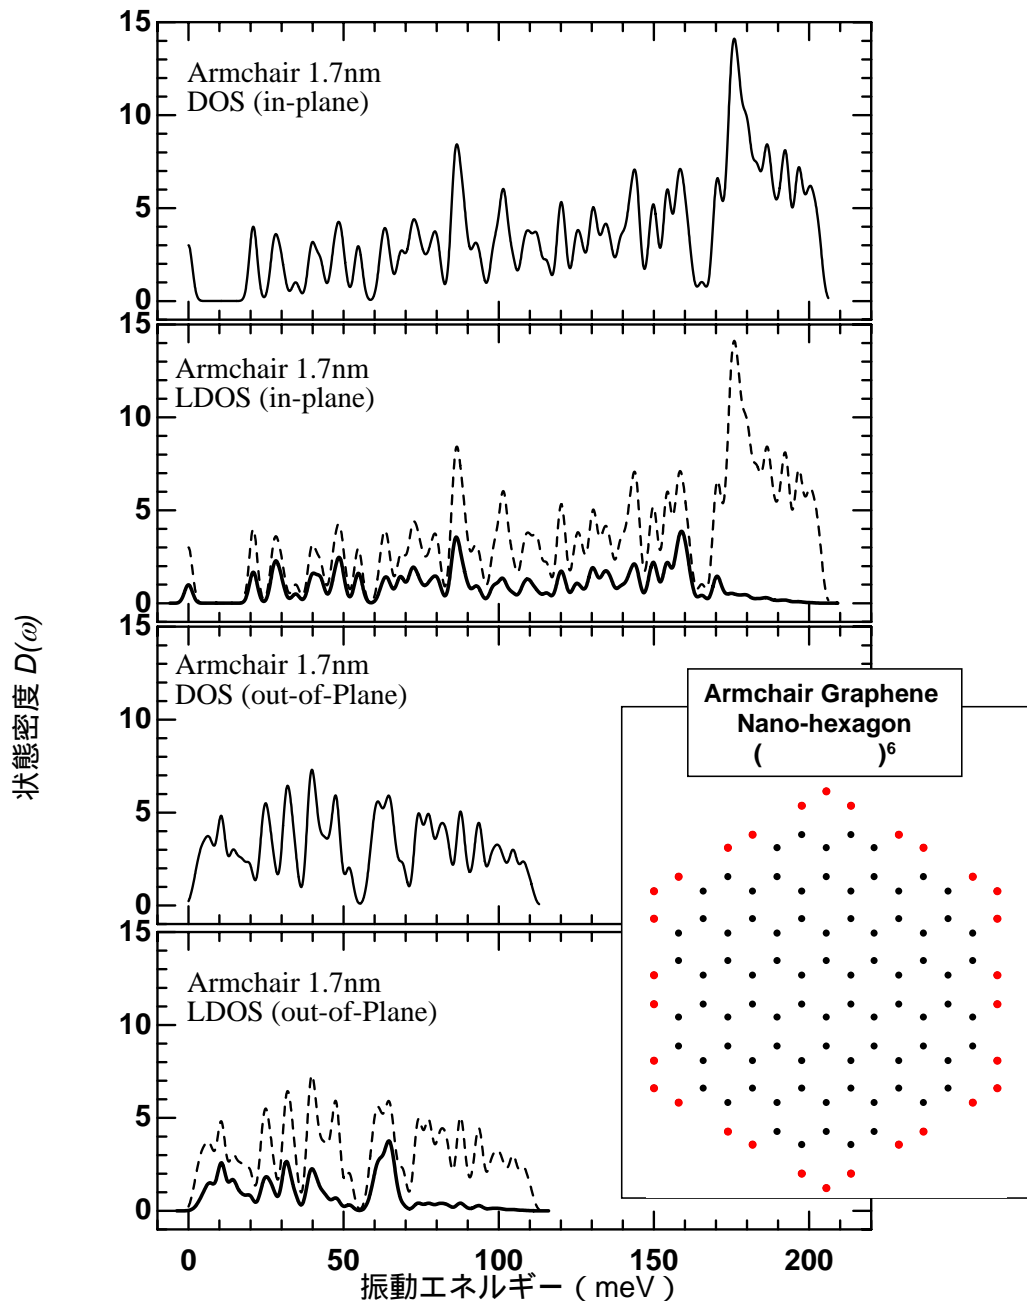 15
10
5
0
Armchair 1.7nm
DOS (in-plane)
15
10
5
0
Armchair 1.7nm
LDOS (in-plane)
15
10
5
0
Armchair 1.7nm
DOS (out-of-Plane)
15
10
5
0
Armchair 1.7nm
LDOS (out-of-Plane)
状態密度 D(ω)
Armchair Graphene
Nano-hexagon
( )6
0 50 100 150 200
振動エネルギー ( meV )